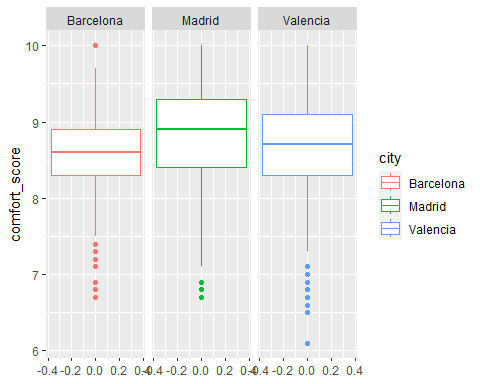 Barcelona Madrid Valencia
10
9
8
7
6
comfort_score
-0.4 -0.2 0.0 0.2 0.4 -0.4 -0.2 0.0 0.2 0.4 -0.4 -0.2 0.0 0.2 0.4
city
Barcelona
Madrid
Valencia